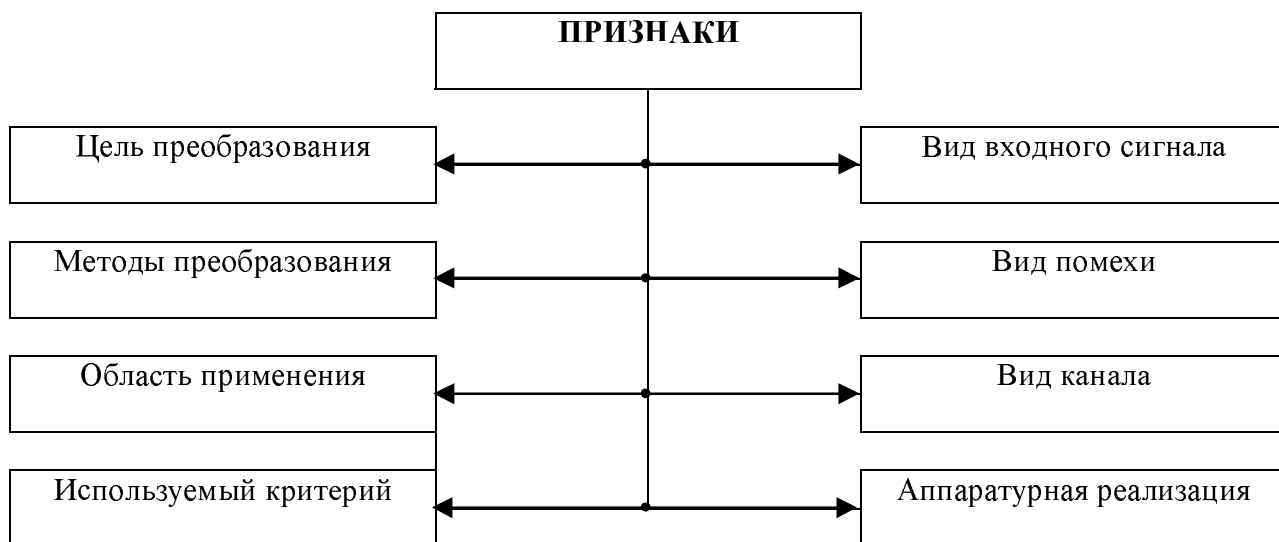 ПРИЗНАКИ
Цель преобразования
Вид входного сигнала
Методы преобразования
Вид помехи
Область применения
Вид канала
Используемый критерий
Аппаратурная реализация